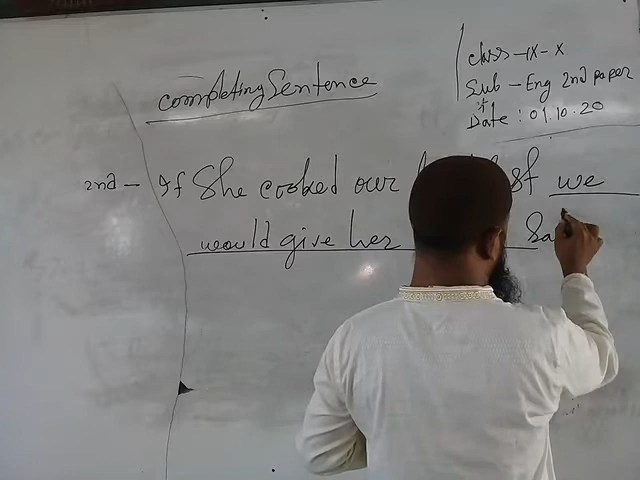 Class - IX - X
Sub - Eng 2nd paper
Date : 01.10.20
Completing Sentence
2nd - If She cooked our we
would give her Sa